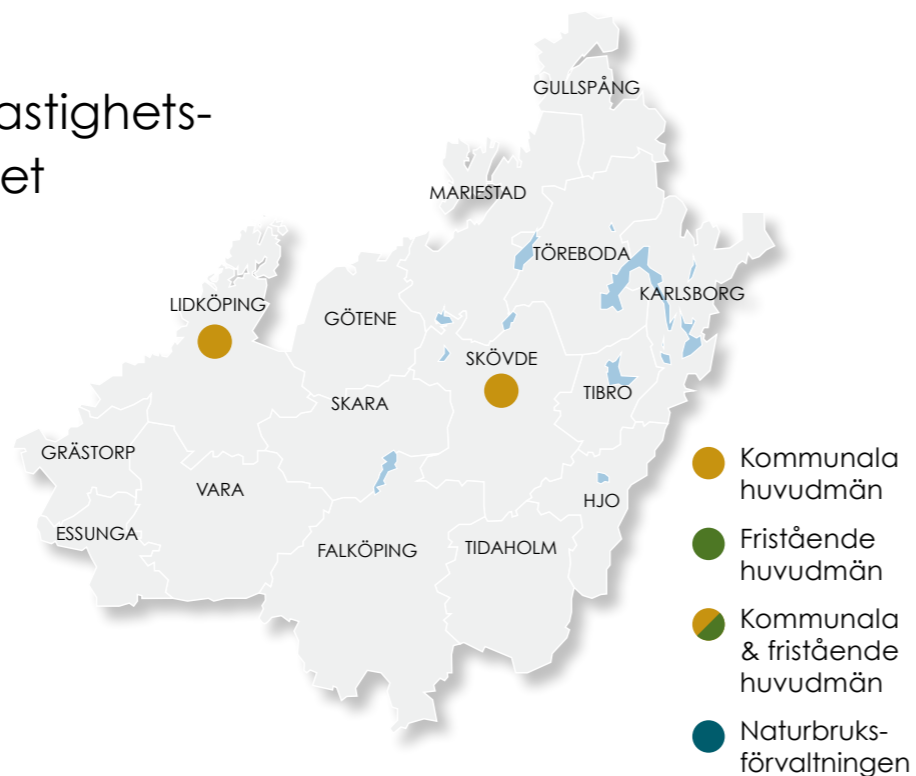 astighets-
et
GULLSPÅNG
MARIESTAD
TÖREBODA
KARLSBORG
LIDKÖPING
GÖTENE
SKÖVDE
TIBRO
SKARA
GRÄSTORP
VARA
HJO
ESSUNGA
FALKÖPING
TIDAHOLM
Kommunala
huvudmän
Fristående
huvudmän
Kommunala
& fristående
huvudmän
Naturbruks-
förvaltningen